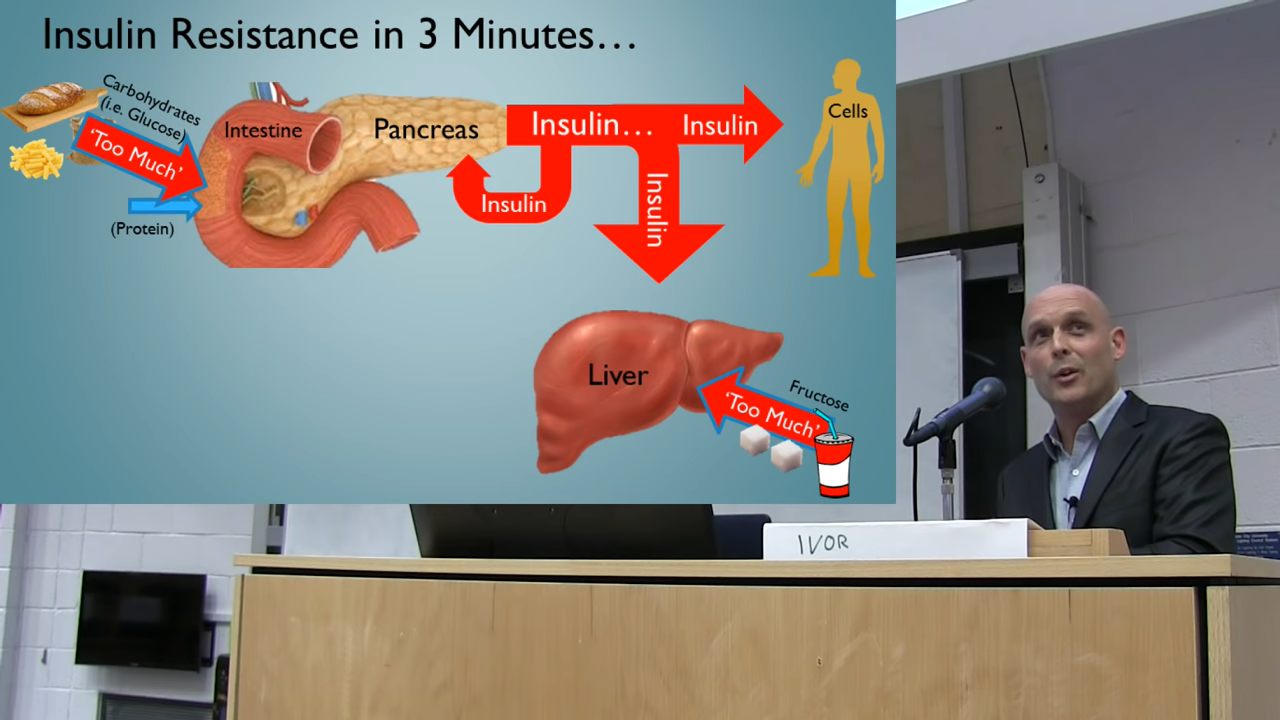 Insulin Resistance in 3 Minutes…
Carbohydrates
(i.e. Glucose)
'Too Much'
(Protein)
Intestine
Pancreas
Insulin…
Insulin
Insulin
Insulin
Cells
Liver
Fructose
'Too Much'
IVOR